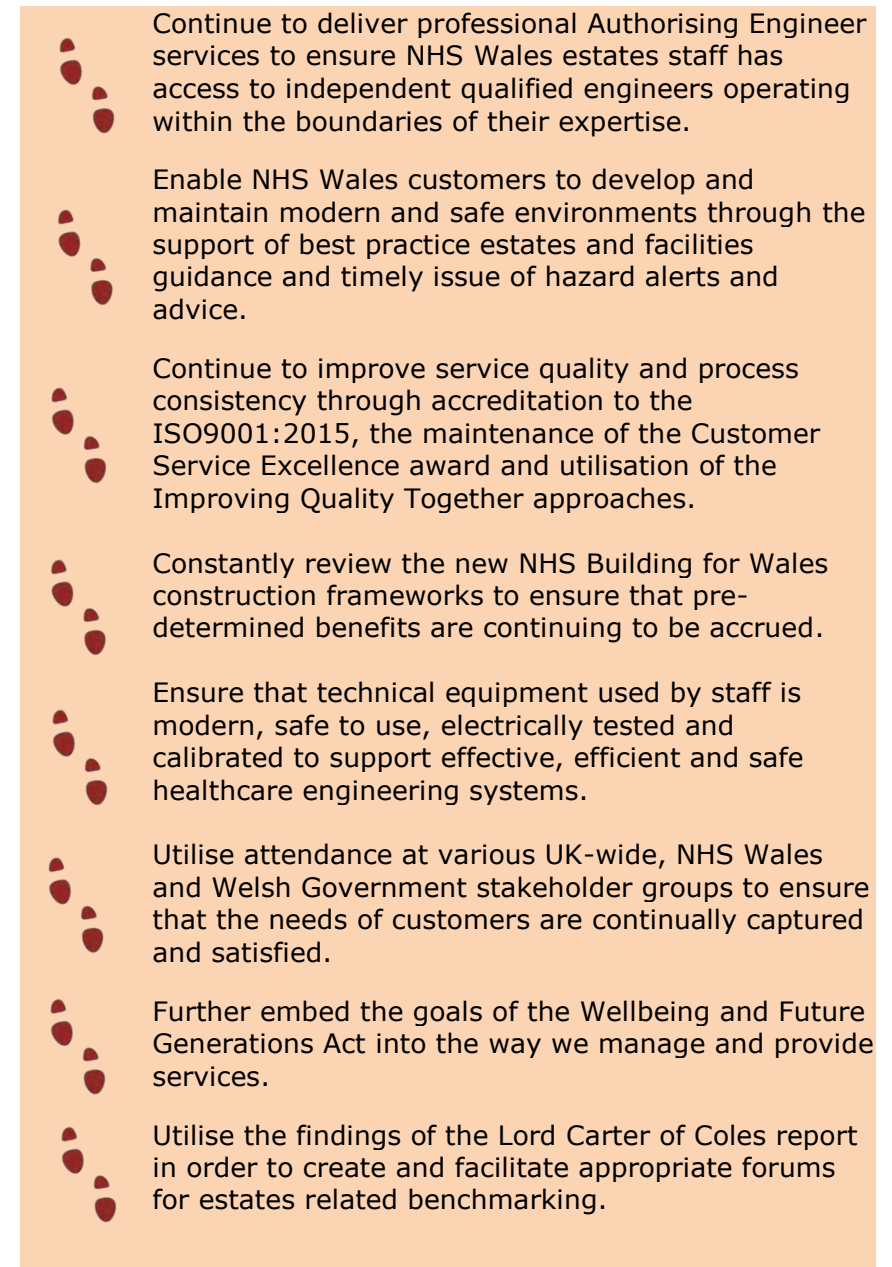 Continue to deliver professional Authorising Engineer
services to ensure NHS Wales estates staff has
access to independent qualified engineers operating
within the boundaries of their expertise.
Enable NHS Wales customers to develop and
maintain modern and safe environments through the
support of best practice estates and facilities
guidance and timely issue of hazard alerts and
advice.
Continue to improve service quality and process
consistency through accreditation to the
ISO9001:2015, the maintenance of the Customer
Service Excellence award and utilisation of the
Improving Quality Together approaches.
Constantly review the new NHS Building for Wales
construction frameworks to ensure that pre-
determined benefits are continuing to be accrued.
Ensure that technical equipment used by staff is
modern, safe to use, electrically tested and
calibrated to support effective, efficient and safe
healthcare engineering systems.
Utilise attendance at various UK-wide, NHS Wales
and Welsh Government stakeholder groups to ensure
that the needs of customers are continually captured
and satisfied.
Further embed the goals of the Wellbeing and Future
Generations Act into the way we manage and provide
services.
Utilise the findings of the Lord Carter of Coles report
in order to create and facilitate appropriate forums
for estates related benchmarking.